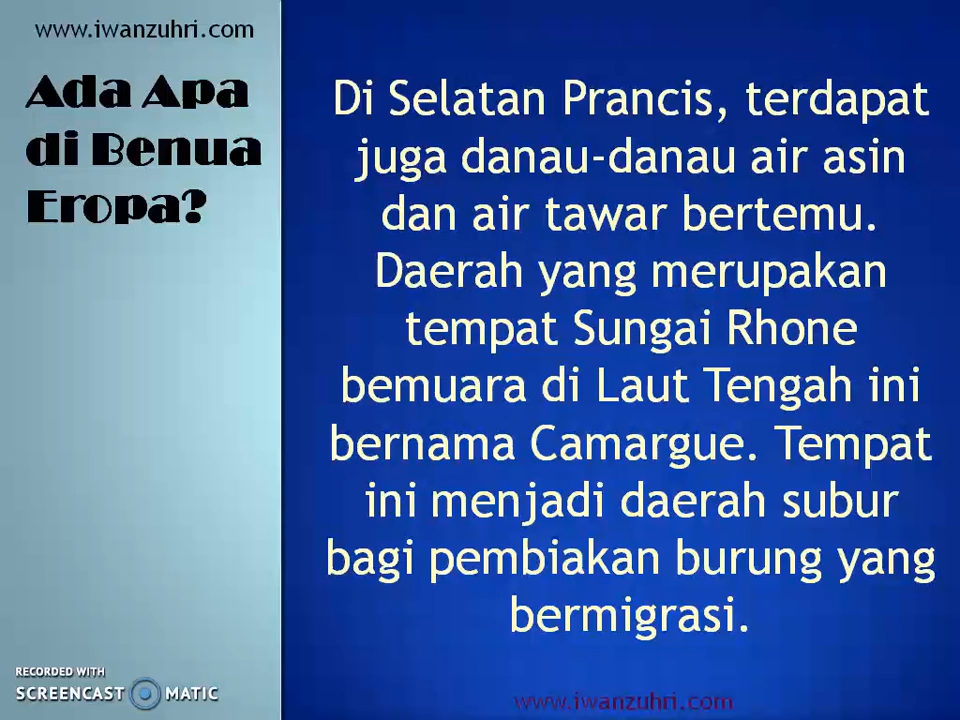 www.iwanzuhri.com
Ada Apa
di Benua
Eropa?
Di Selatan Prancis, terdapat
juga danau-danau air asin
dan air tawar bertemu.
Daerah yang merupakan
tempat Sungai Rhone
bemuara di Laut Tengah ini
bernama Camargue. Tempat
ini menjadi daerah subur
bagi pembiakan burung yang
bermigrasi.
RECORDED WITH
SCREENCAST MATIC
www.iwanzuhri.com